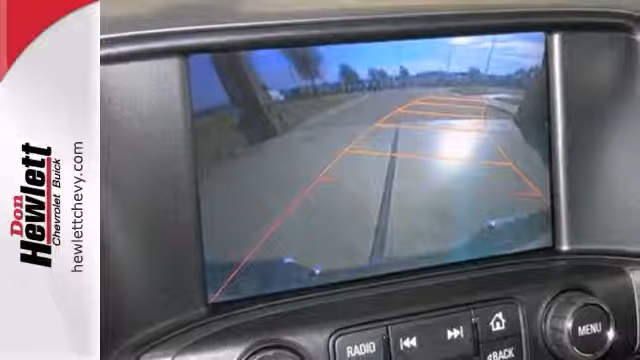 Don
Hewlett
Chevrolet Buick
hewlettchevy.com
RADIO
MENU
BACK